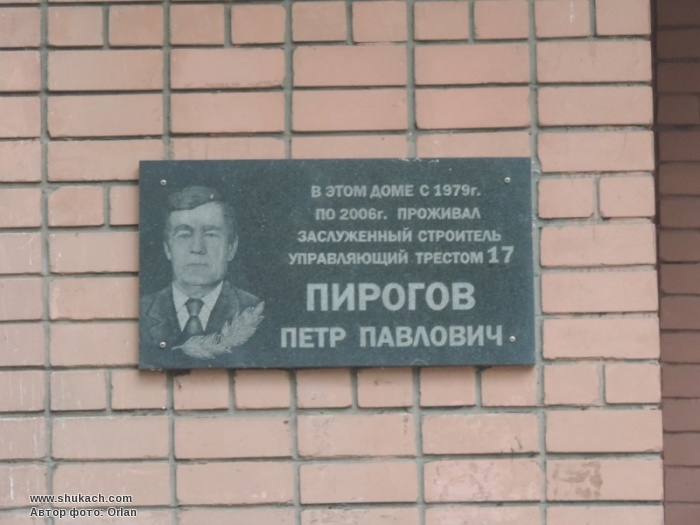 В ЭТОМ ДОМЕ С 1979г.
ПО 2006г. ПРОЖИВАЛ
ЗАСЛУЖЕННЫЙ СТРОИТЕЛЬ
УПРАВЛЯЮЩИЙ ТРЕСТОМ 17
ПИРОГОВ
ПЕТР ПАВЛОВИЧ
www.shukach.com
Автор фото: Orlan